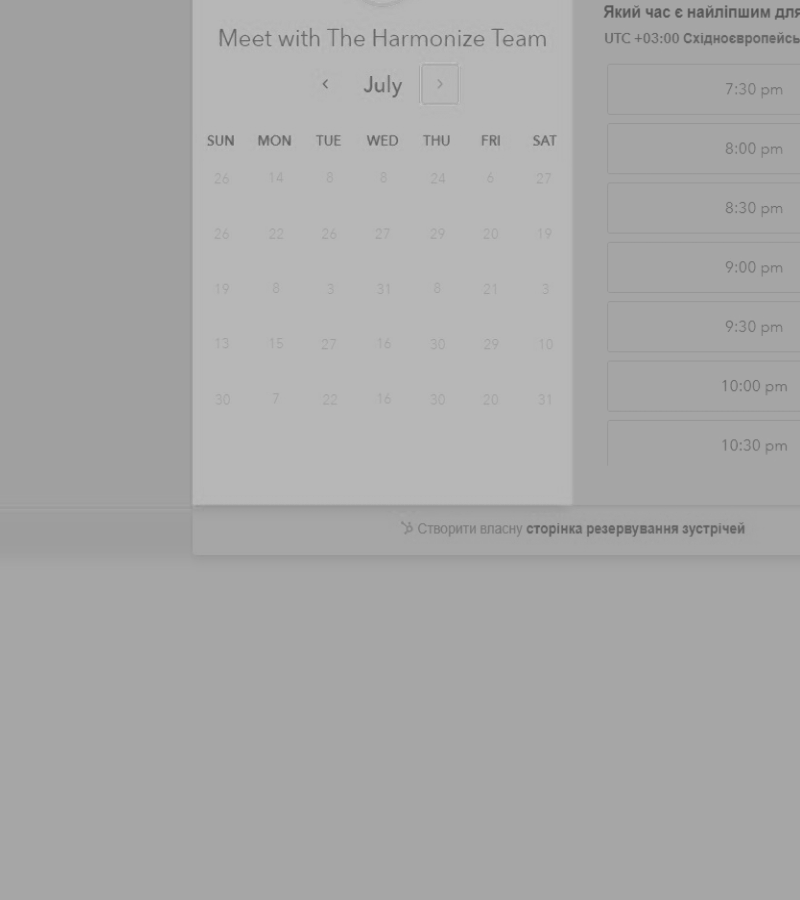 Meet with The Harmonize Team
July
SUN MON TUE WED THU FRI SAT
26 14 8 8 24 6 27
26 22 26 27 29 20 19
19 8 3 31 8 21 3
13 15 27 16 30 29 10
30 7 22 16 30 20 31
Який час є найліпшим для
UTC +03:00 Східноєвропейсь
7:30 pm
8:00 pm
8:30 pm
9:00 pm
9:30 pm
10:00 pm
10:30 pm
Створити власну сторінка резервування зустрічей